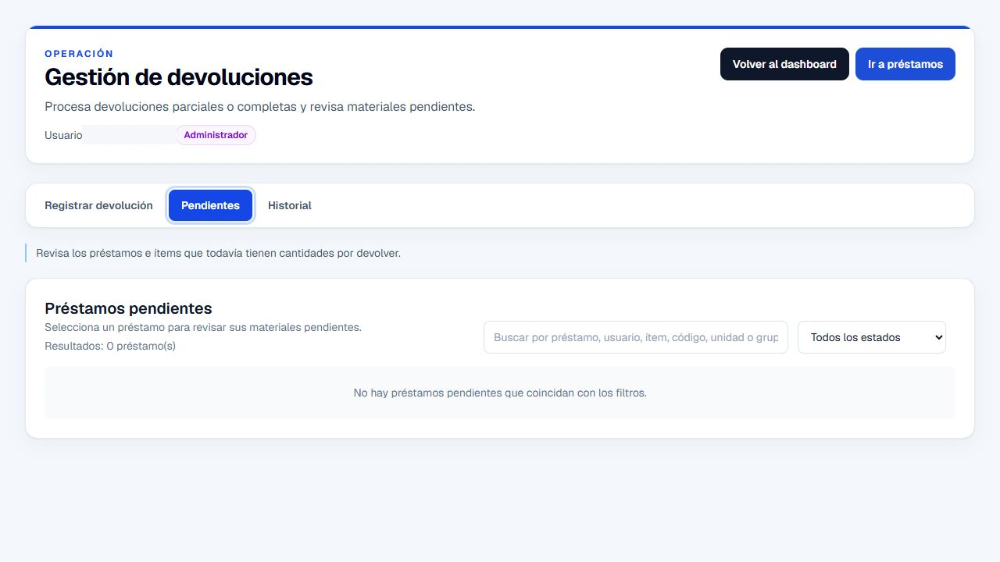 OPERACIÓN
Gestión de devoluciones
Volver al dashboard
Ir a préstamos
Procesa devoluciones parciales o completas y revisa materiales pendientes.
Usuario Administrador
Registrar devolución Pendientes Historial
Revisa los préstamos e ítems que todavía tienen cantidades por devolver.
Préstamos pendientes
Selecciona un préstamo para revisar sus materiales pendientes.
Resultados: 0 préstamo(s)
Buscar por préstamo, usuario, ítem, código, unidad o grup
Todos los estados
No hay préstamos pendientes que coincidan con los filtros.